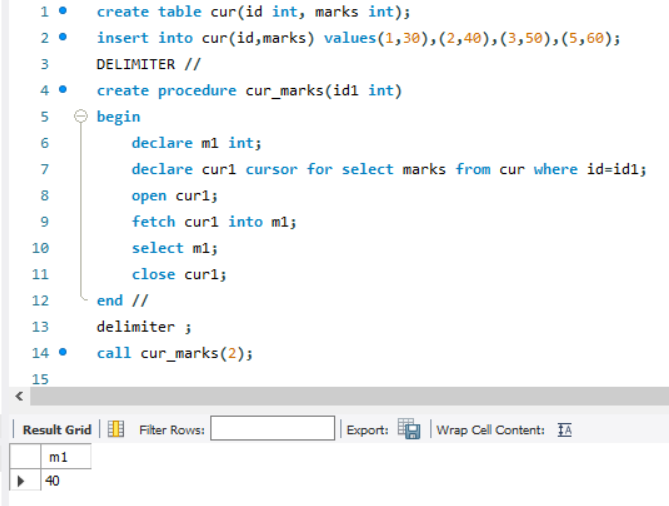 1 create table cur(id int, marks int);
2 insert into cur(id,marks) values(1,30),(2,40),(3,50),(5,60);
3 DELIMITER //
4 create procedure cur_marks(id1 int)
5 begin
6 declare m1 int;
7 declare cur1 cursor for select marks from cur where id=id1;
8 open cur1;
9 fetch cur1 into m1;
10 select m1;
11 close cur1;
12 end //
13 delimiter ;
14 call cur_marks(2);
15
Result Grid Filter Rows: Export: Wrap Cell Content: IA
m1
40